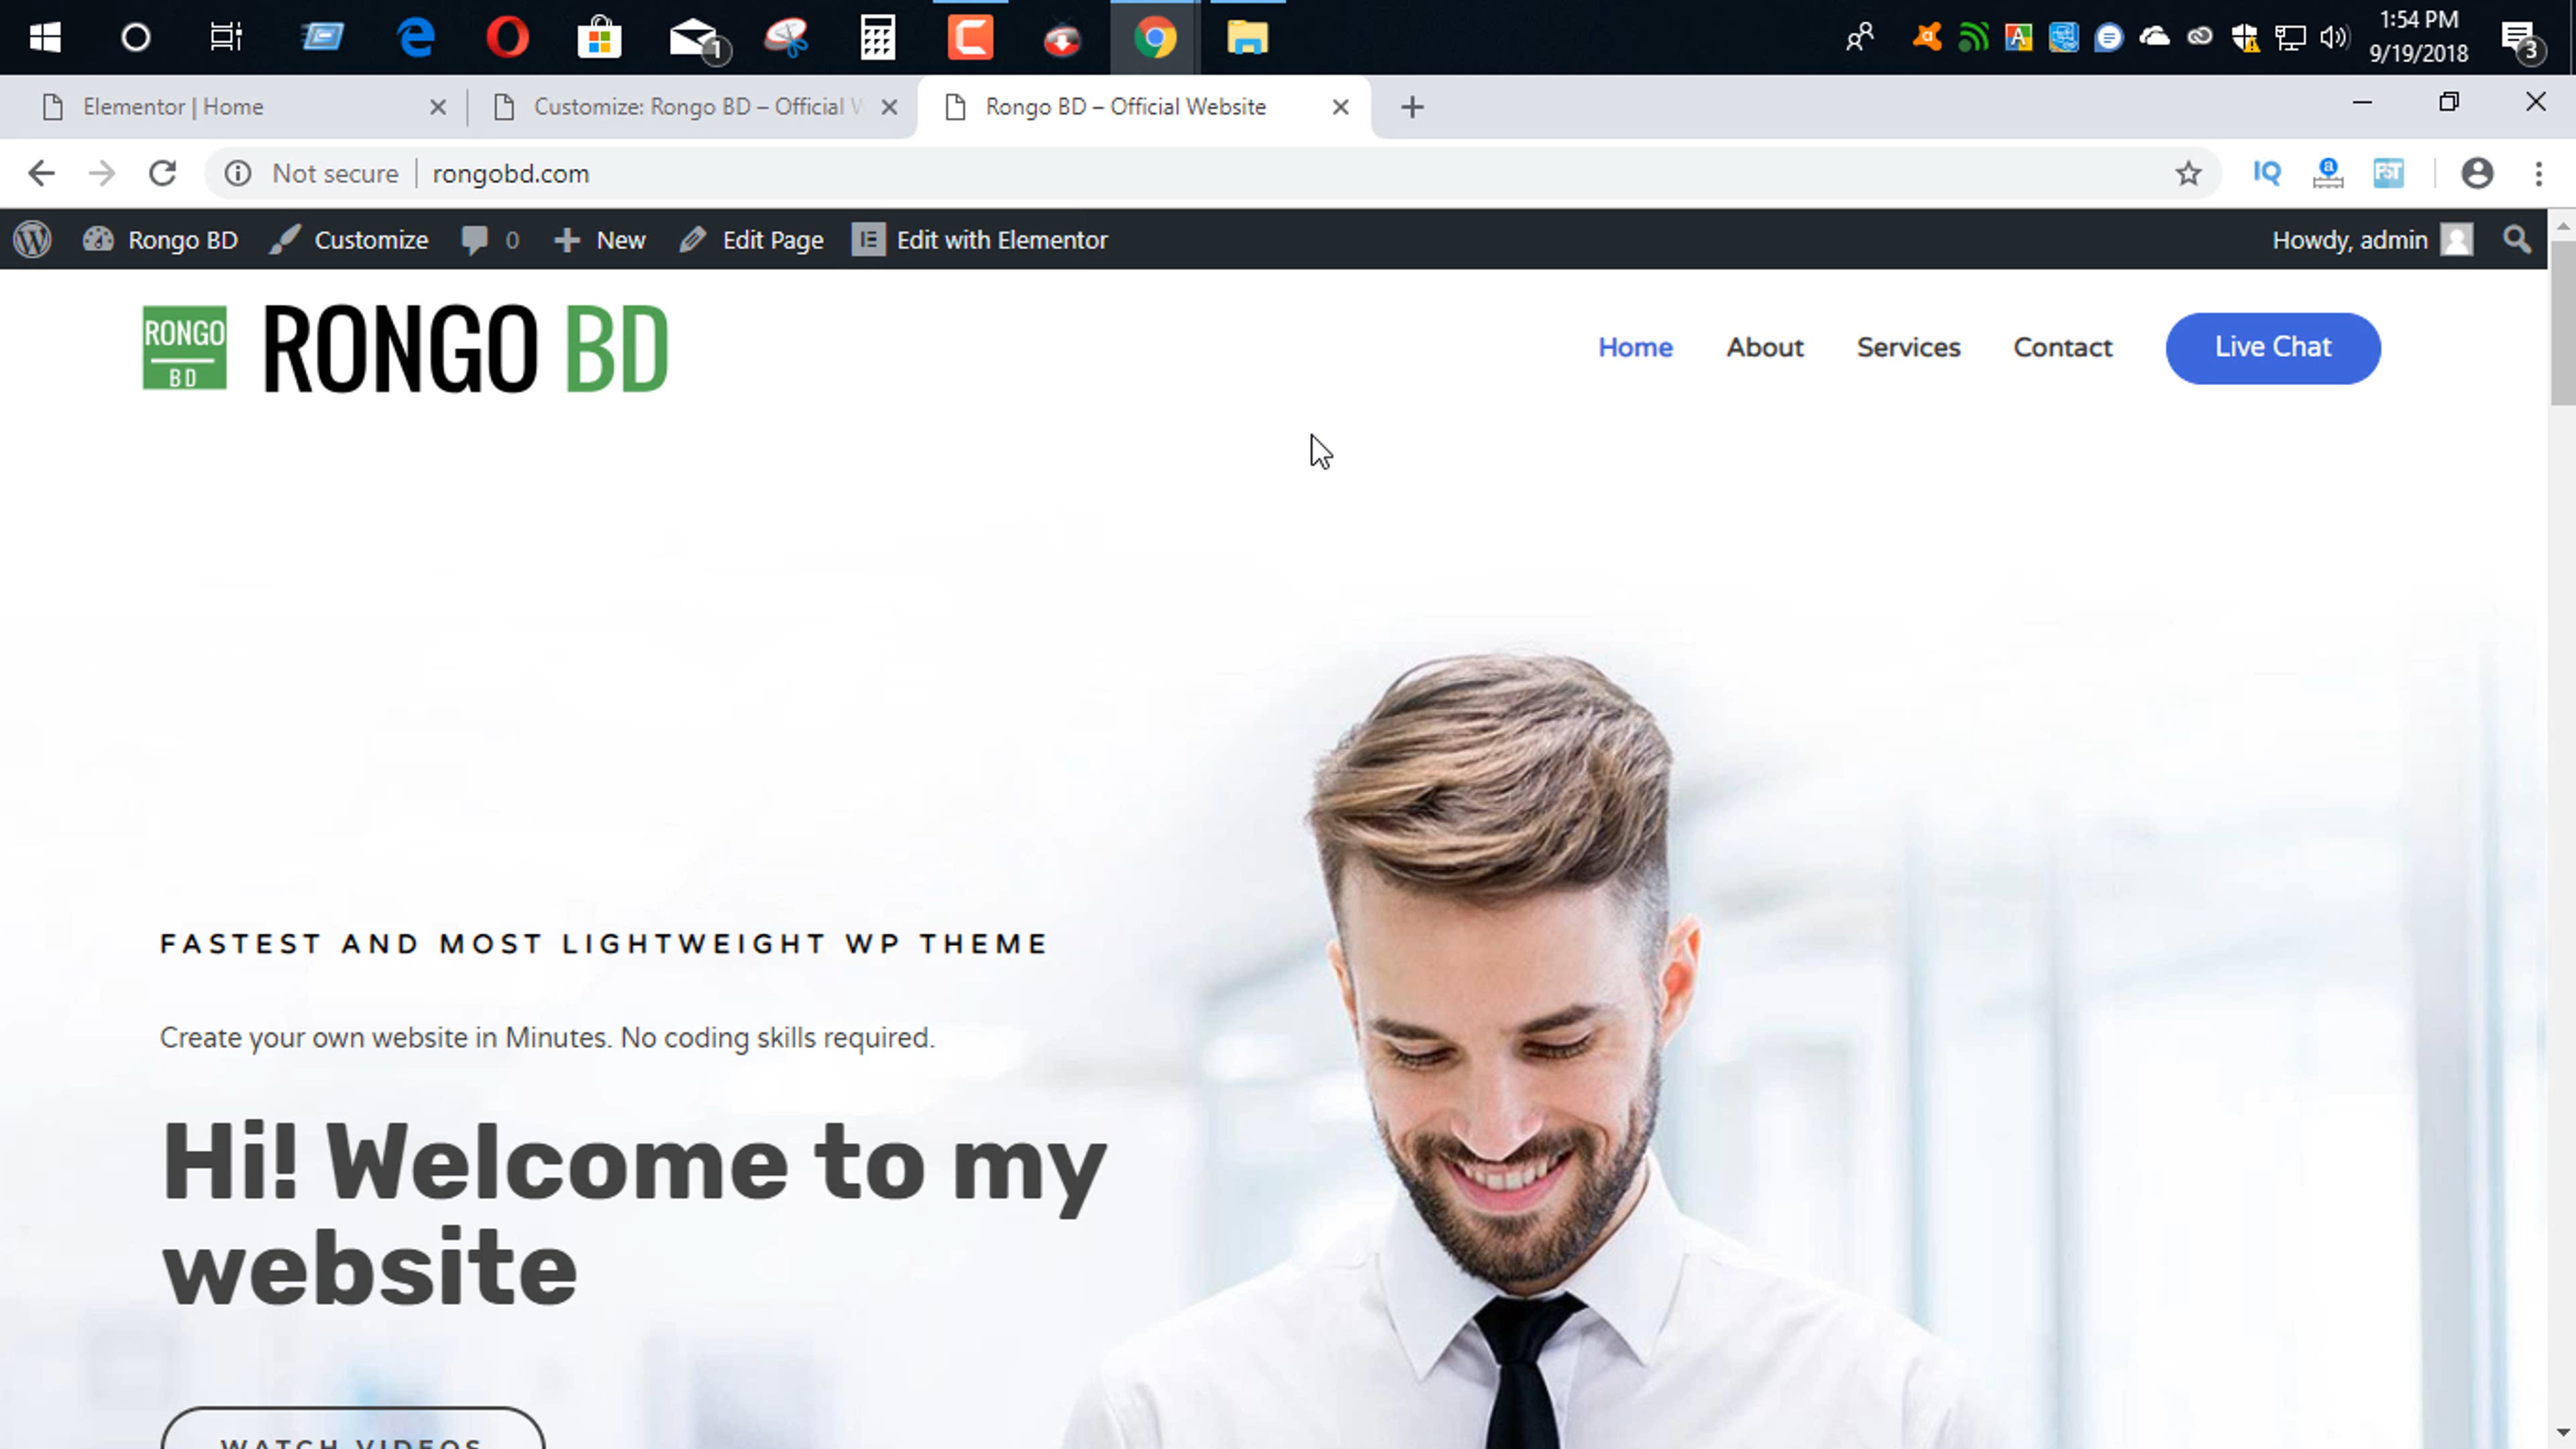 1
1:54 PM
9/19/2018
3
Elementor | Home
Customize: Rongo BD – Official W
Rongo BD – Official Website
Not secure
rongobd.com
IQ
a
FST
Rongo BD
Customize
0
New
Edit Page
Edit with Elementor
Howdy, admin
RONGO
BD
RONGO BD
Home
About
Services
Contact
Live Chat
FASTEST AND MOST LIGHTWEIGHT WP THEME
Create your own website in Minutes. No coding skills required.
Hi! Welcome to my
website
WATCH VIDEOS